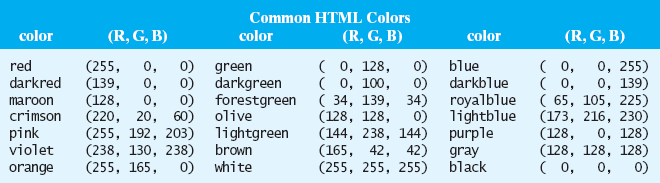 Common HTML Colors
color (R, G, B) color (R, G, B) color (R, G, B)
red (255, 0, 0) green ( 0, 128, 0) blue ( 0, 0, 255)
darkred (139, 0, 0) darkgreen ( 0, 100, 0) darkblue ( 0, 0, 139)
maroon (128, 0, 0) forestgreen ( 34, 139, 34) royalblue ( 65, 105, 225)
crimson (220, 20, 60) olive (128, 128, 0) lightblue (173, 216, 230)
pink (255, 192, 203) lightgreen (144, 238, 144) purple (128, 0, 128)
violet (238, 130, 238) brown (165, 42, 42) gray (128, 128, 128)
orange (255, 165, 0) white (255, 255, 255) black ( 0, 0, 0)